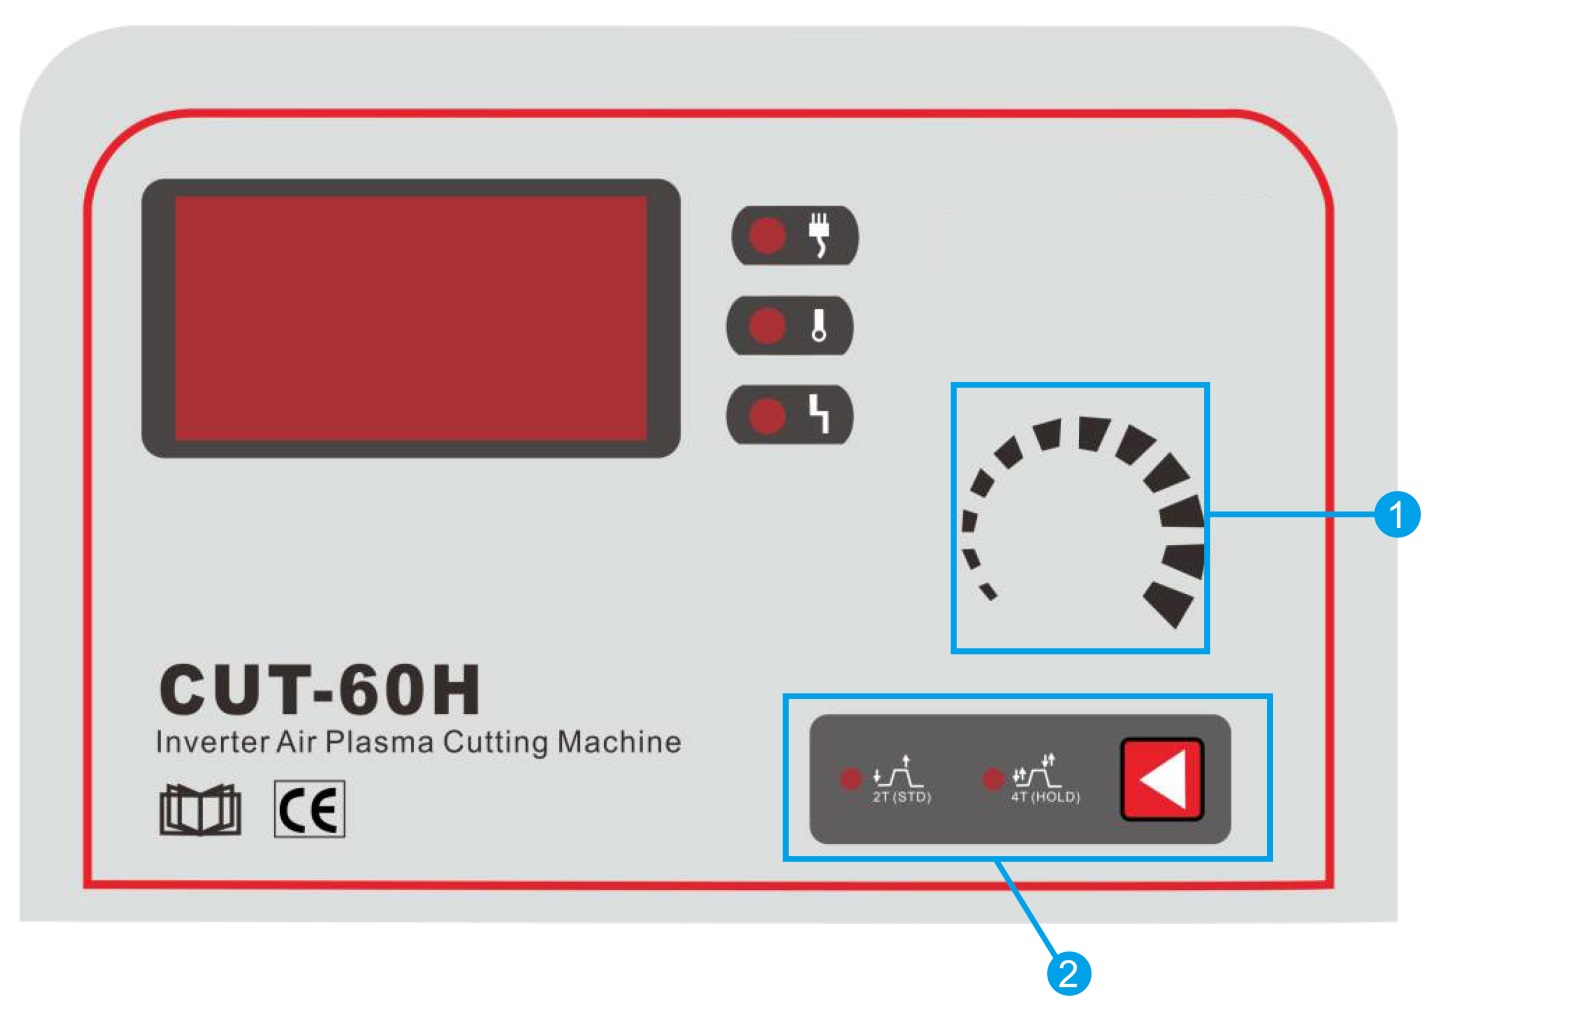 1
CUT-60H
Inverter Air Plasma Cutting Machine
CE
2T(STD)
4T(HOLD)
2